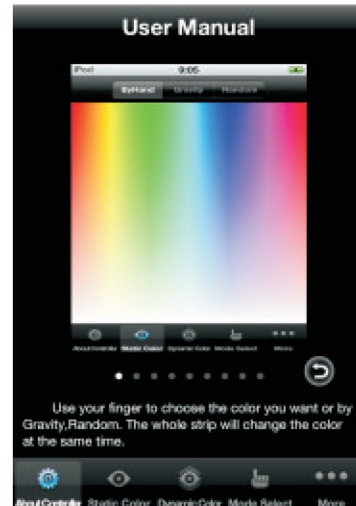 User Manual
iPod 9:05
ByHand Gravity Random
About Controller Static Color Dynamic Color Mode Select More
Use your finger to choose the color you want or by
Gravity,Random. The whole strip will change the color
at the same time.
About Controller Static Color Dynamic Color Mode Select More